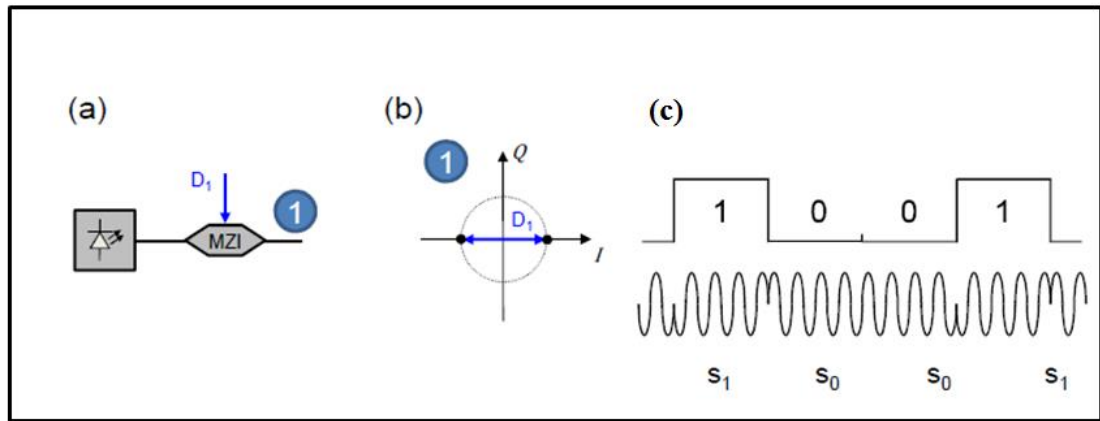 (a)
D₁
1
MZI
(b)
1
Q
D₁
I
(c)
1 0 0 1
s₁ s₀ s₀ s₁